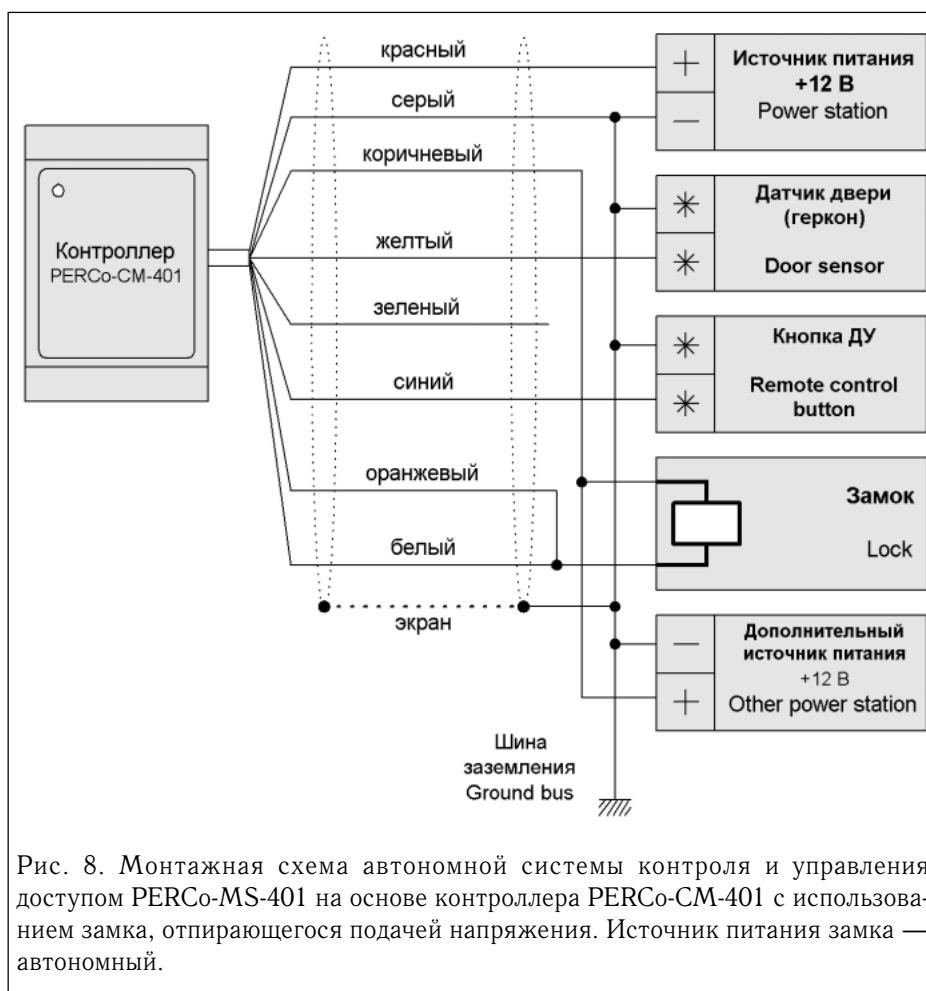 красный
серый
коричневый
желтый
зеленый
синий
оранжевый
белый
экран
Контроллер
PERCo-CM-401
+
Источник питания
+12 В
—
Power station
Датчик двери
(геркон)
Door sensor
Кнопка ДУ
Remote control
button
Замок
Lock
—
Дополнительный
источник питания
+12 В
+
Other power station
Шина
заземления
Ground bus
Рис. 8. Монтажная схема автономной системы контроля и управления
доступом PERCo-MS-401 на основе контроллера PERCo-CM-401 с использова-
нием замка, отпирающегося подачей напряжения. Источник питания замка —
автономный.